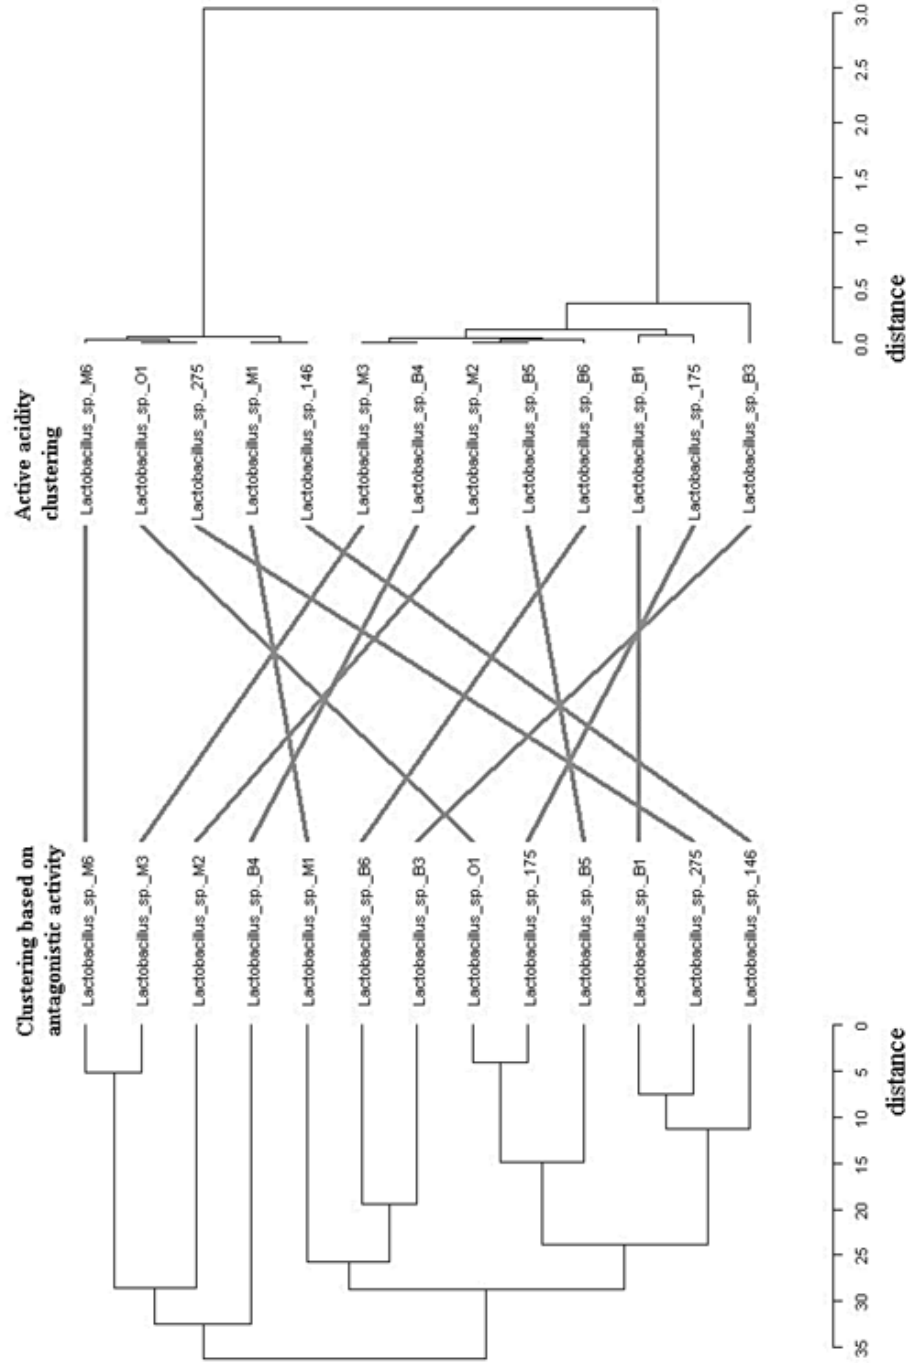 Clustering based on
antagonistic activity
Active acidity
clustering
Lactobacillus_sp._M6
Lactobacillus_sp._M3
Lactobacillus_sp._M2
Lactobacillus_sp._B4
Lactobacillus_sp._M1
Lactobacillus_sp._B6
Lactobacillus_sp._B3
Lactobacillus_sp._O1
Lactobacillus_sp._175
Lactobacillus_sp._B5
Lactobacillus_sp._B1
Lactobacillus_sp._275
Lactobacillus_sp._146
Lactobacillus_sp._M6
Lactobacillus_sp._O1
Lactobacillus_sp._275
Lactobacillus_sp._M1
Lactobacillus_sp._146
Lactobacillus_sp._M3
Lactobacillus_sp._B4
Lactobacillus_sp._M2
Lactobacillus_sp._B5
Lactobacillus_sp._B6
Lactobacillus_sp._B1
Lactobacillus_sp._175
Lactobacillus_sp._B3
35 30 25 20 15 10 5 0
distance
0.0 0.5 1.0 1.5 2.0 2.5 3.0
distance